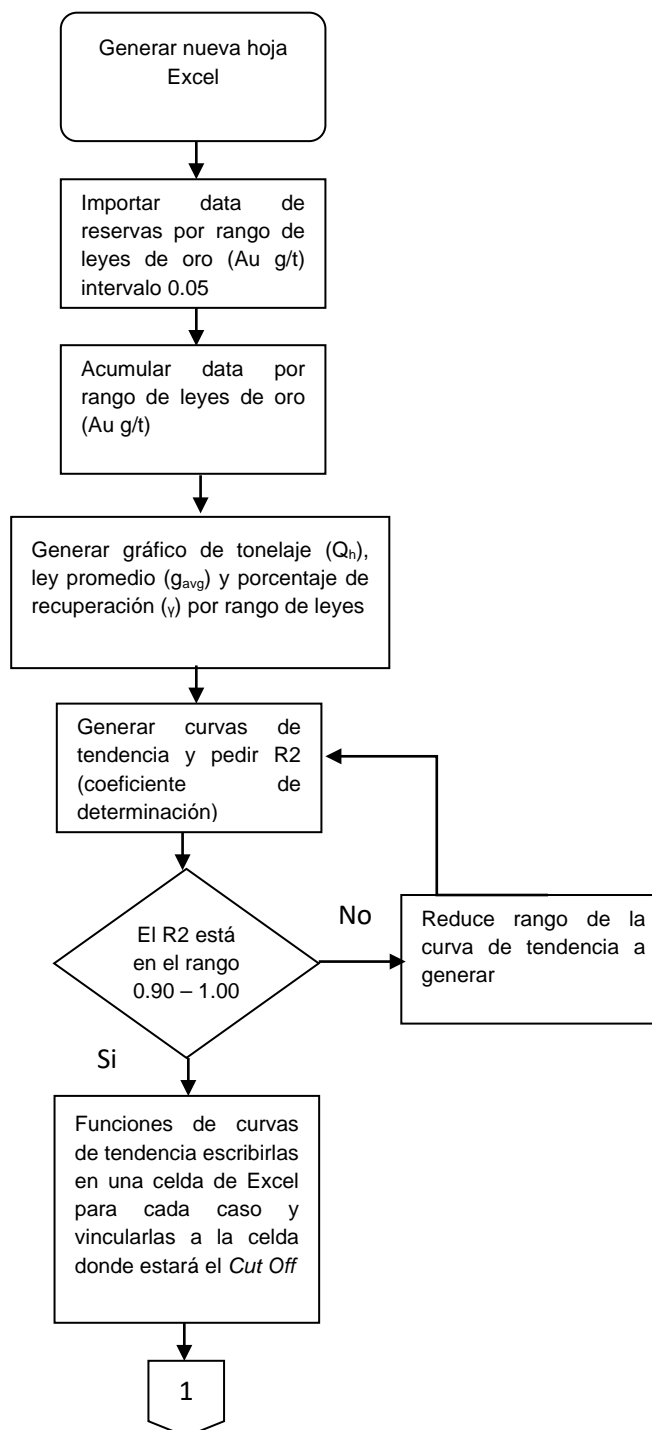 Generar nueva hoja
Excel
Importar data de
reservas por rango de
leyes de oro (Au g/t)
intervalo 0.05
Acumular data por
rango de leyes de oro
(Au g/t)
Generar gráfico de tonelaje (Qₕ),
ley promedio (gavg) y porcentaje de
recuperación (ᵧ) por rango de leyes
Generar curvas de
tendencia y pedir R2
(coeficiente de
determinación)
El R2 está
en el rango
0.90 – 1.00
No
Reduce rango de la
curva de tendencia a
generar
Si
Funciones de curvas
de tendencia escribirlas
en una celda de Excel
para cada caso y
vincularlas a la celda
donde estará el Cut Off
1